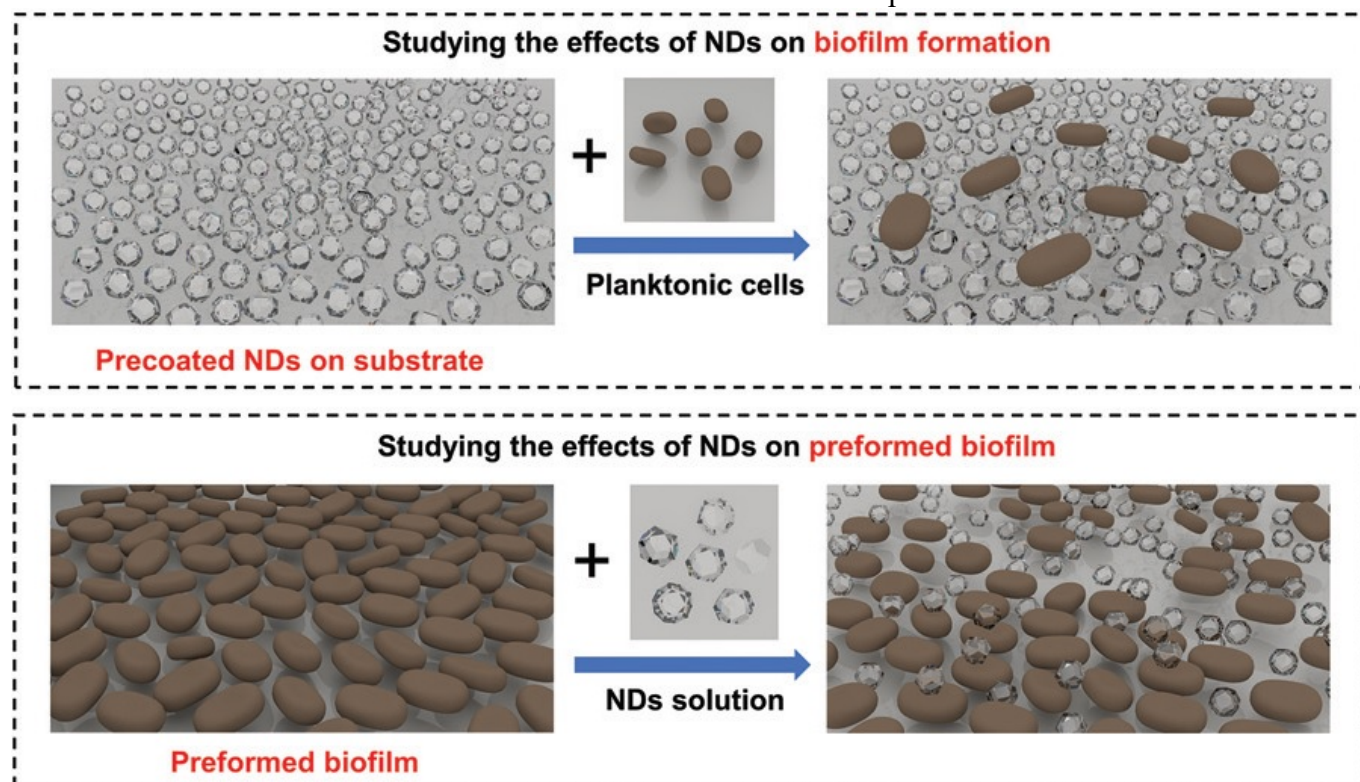 Studying the effects of NDs on biofilm formation
+
Planktonic cells
Precoated NDs on substrate
Studying the effects of NDs on preformed biofilm
+
NDs solution
Preformed biofilm